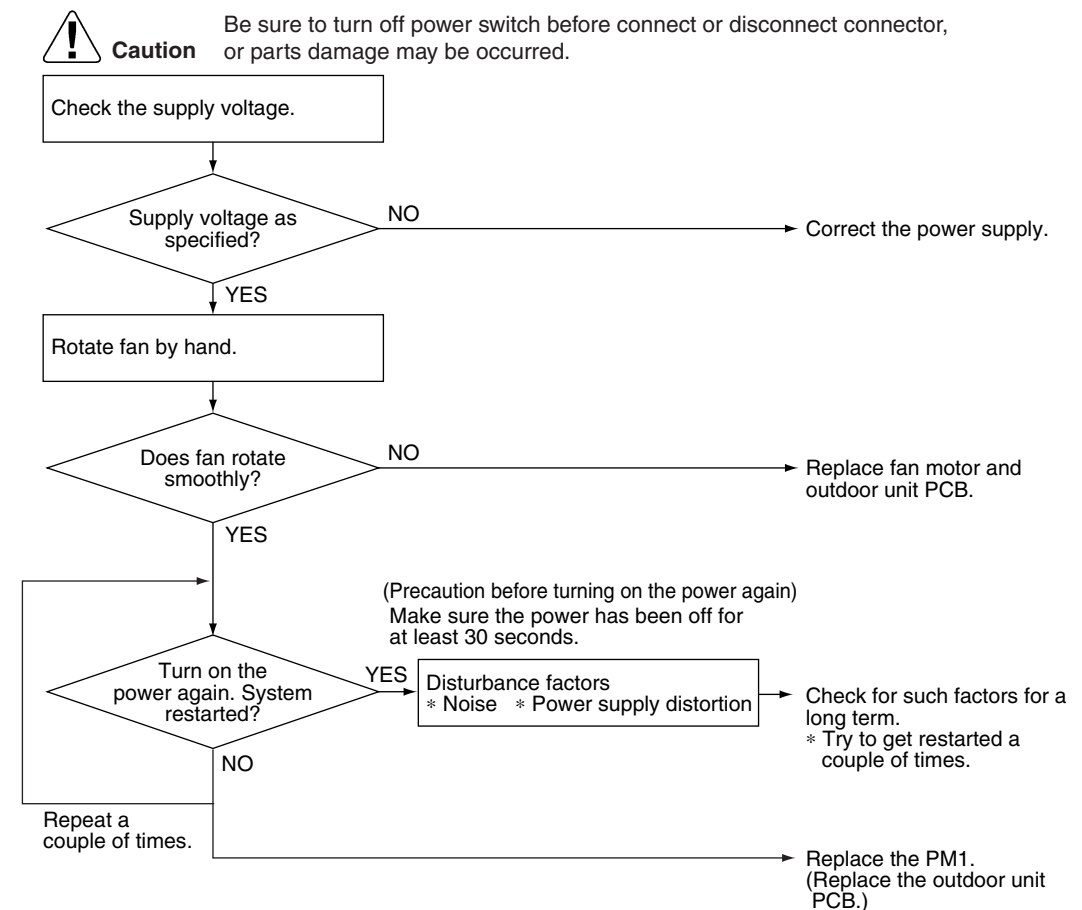 Be sure to turn off power switch before connect or disconnect connector,
Caution or parts damage may be occurred.
Check the supply voltage.
Supply voltage as
specified?
NO
Correct the power supply.
YES
Rotate fan by hand.
Does fan rotate
smoothly?
NO
Replace fan motor and
outdoor unit PCB.
YES
(Precaution before turning on the power again)
Make sure the power has been off for
at least 30 seconds.
Turn on the
power again. System
restarted?
YES
Disturbance factors
* Noise * Power supply distortion
Check for such factors for a
long term.
* Try to get restarted a
couple of times.
NO
Repeat a
couple of times.
Replace the PM1.
(Replace the outdoor unit
PCB.)